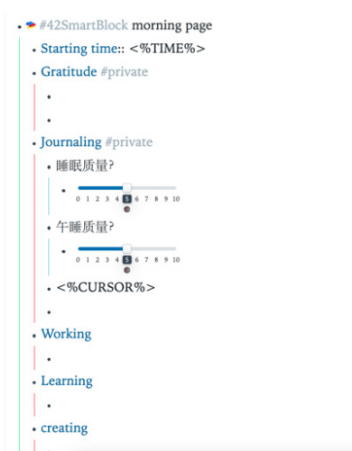 #42SmartBlock morning page
Starting time:: <%TIME%>
Gratitude #private
Journaling #private
睡眠质量?
0 1 2 3 4 5 6 7 8 9 10
午睡质量?
0 1 2 3 4 5 6 7 8 9 10
<%CURSOR%>
Working
Learning
creating